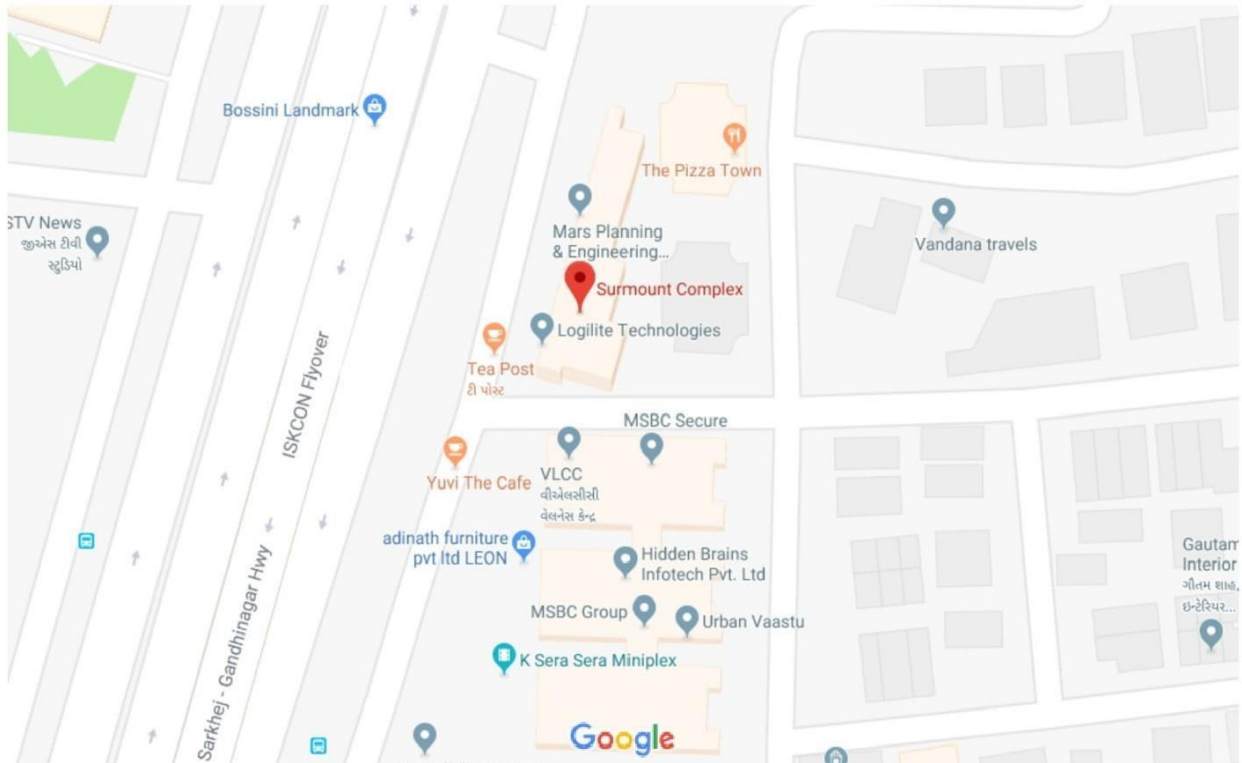 Bossini Landmark
The Pizza Town
STV News
જીએસ ટીવી
સ્ટુડિયો
Mars Planning
& Engineering...
Vandana travels
Surmount Complex
Logilite Technologies
Tea Post
ટી પોસ્ટ
ISKCON Flyover
MSBC Secure
Yuvi The Cafe
VLCC
વીએલસીસી
વેલનેસ કેન્દ્ર
adinath furniture
pvt ltd LEON
Hidden Brains
Infotech Pvt. Ltd
Gautam
Interior
ગૌતમ શાહ,
ઇન્ટેરિયર...
MSBC Group
Urban Vaastu
K Sera Sera Miniplex
Sarkhej - Gandhinagar Hwy
Google